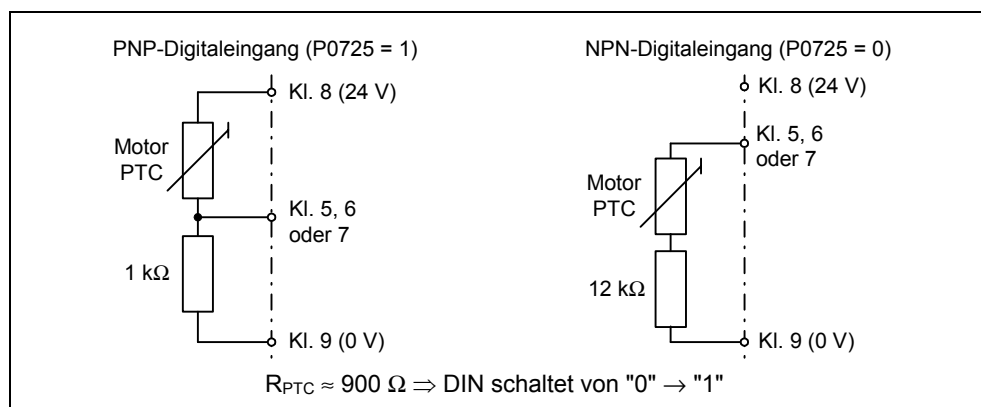 PNP-Digitaleingang (P0725 = 1)
Kl. 8 (24 V)
Motor
PTC
Kl. 5, 6
oder 7
1 kΩ
Kl. 9 (0 V)
NPN-Digitaleingang (P0725 = 0)
Kl. 8 (24 V)
Kl. 5, 6
oder 7
Motor
PTC
12 kΩ
Kl. 9 (0 V)
RPTC ≈ 900 Ω ⇒ DIN schaltet von "0" → "1"